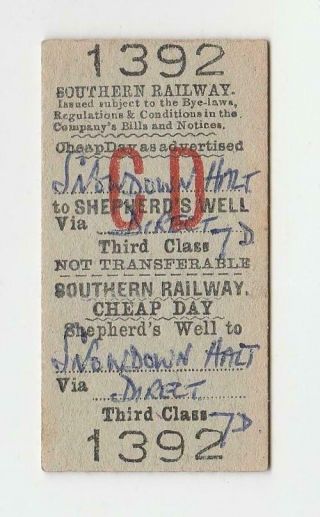 1392
SOUTHERN RAILWAY.
Issued subject to the Bye-laws,
Regulations & Conditions in the
Company's Bills and Notices.
Cheap Day as advertised
CD
SNOWDOWN HALT
to SHEPHERD'S WELL
Via DIRECT
Third Class 7D
NOT TRANSFERABLE
SOUTHERN RAILWAY.
CHEAP DAY
Shepherd's Well to
SNOWDOWN HALT
Via DIRECT
Third Class 7D
1392